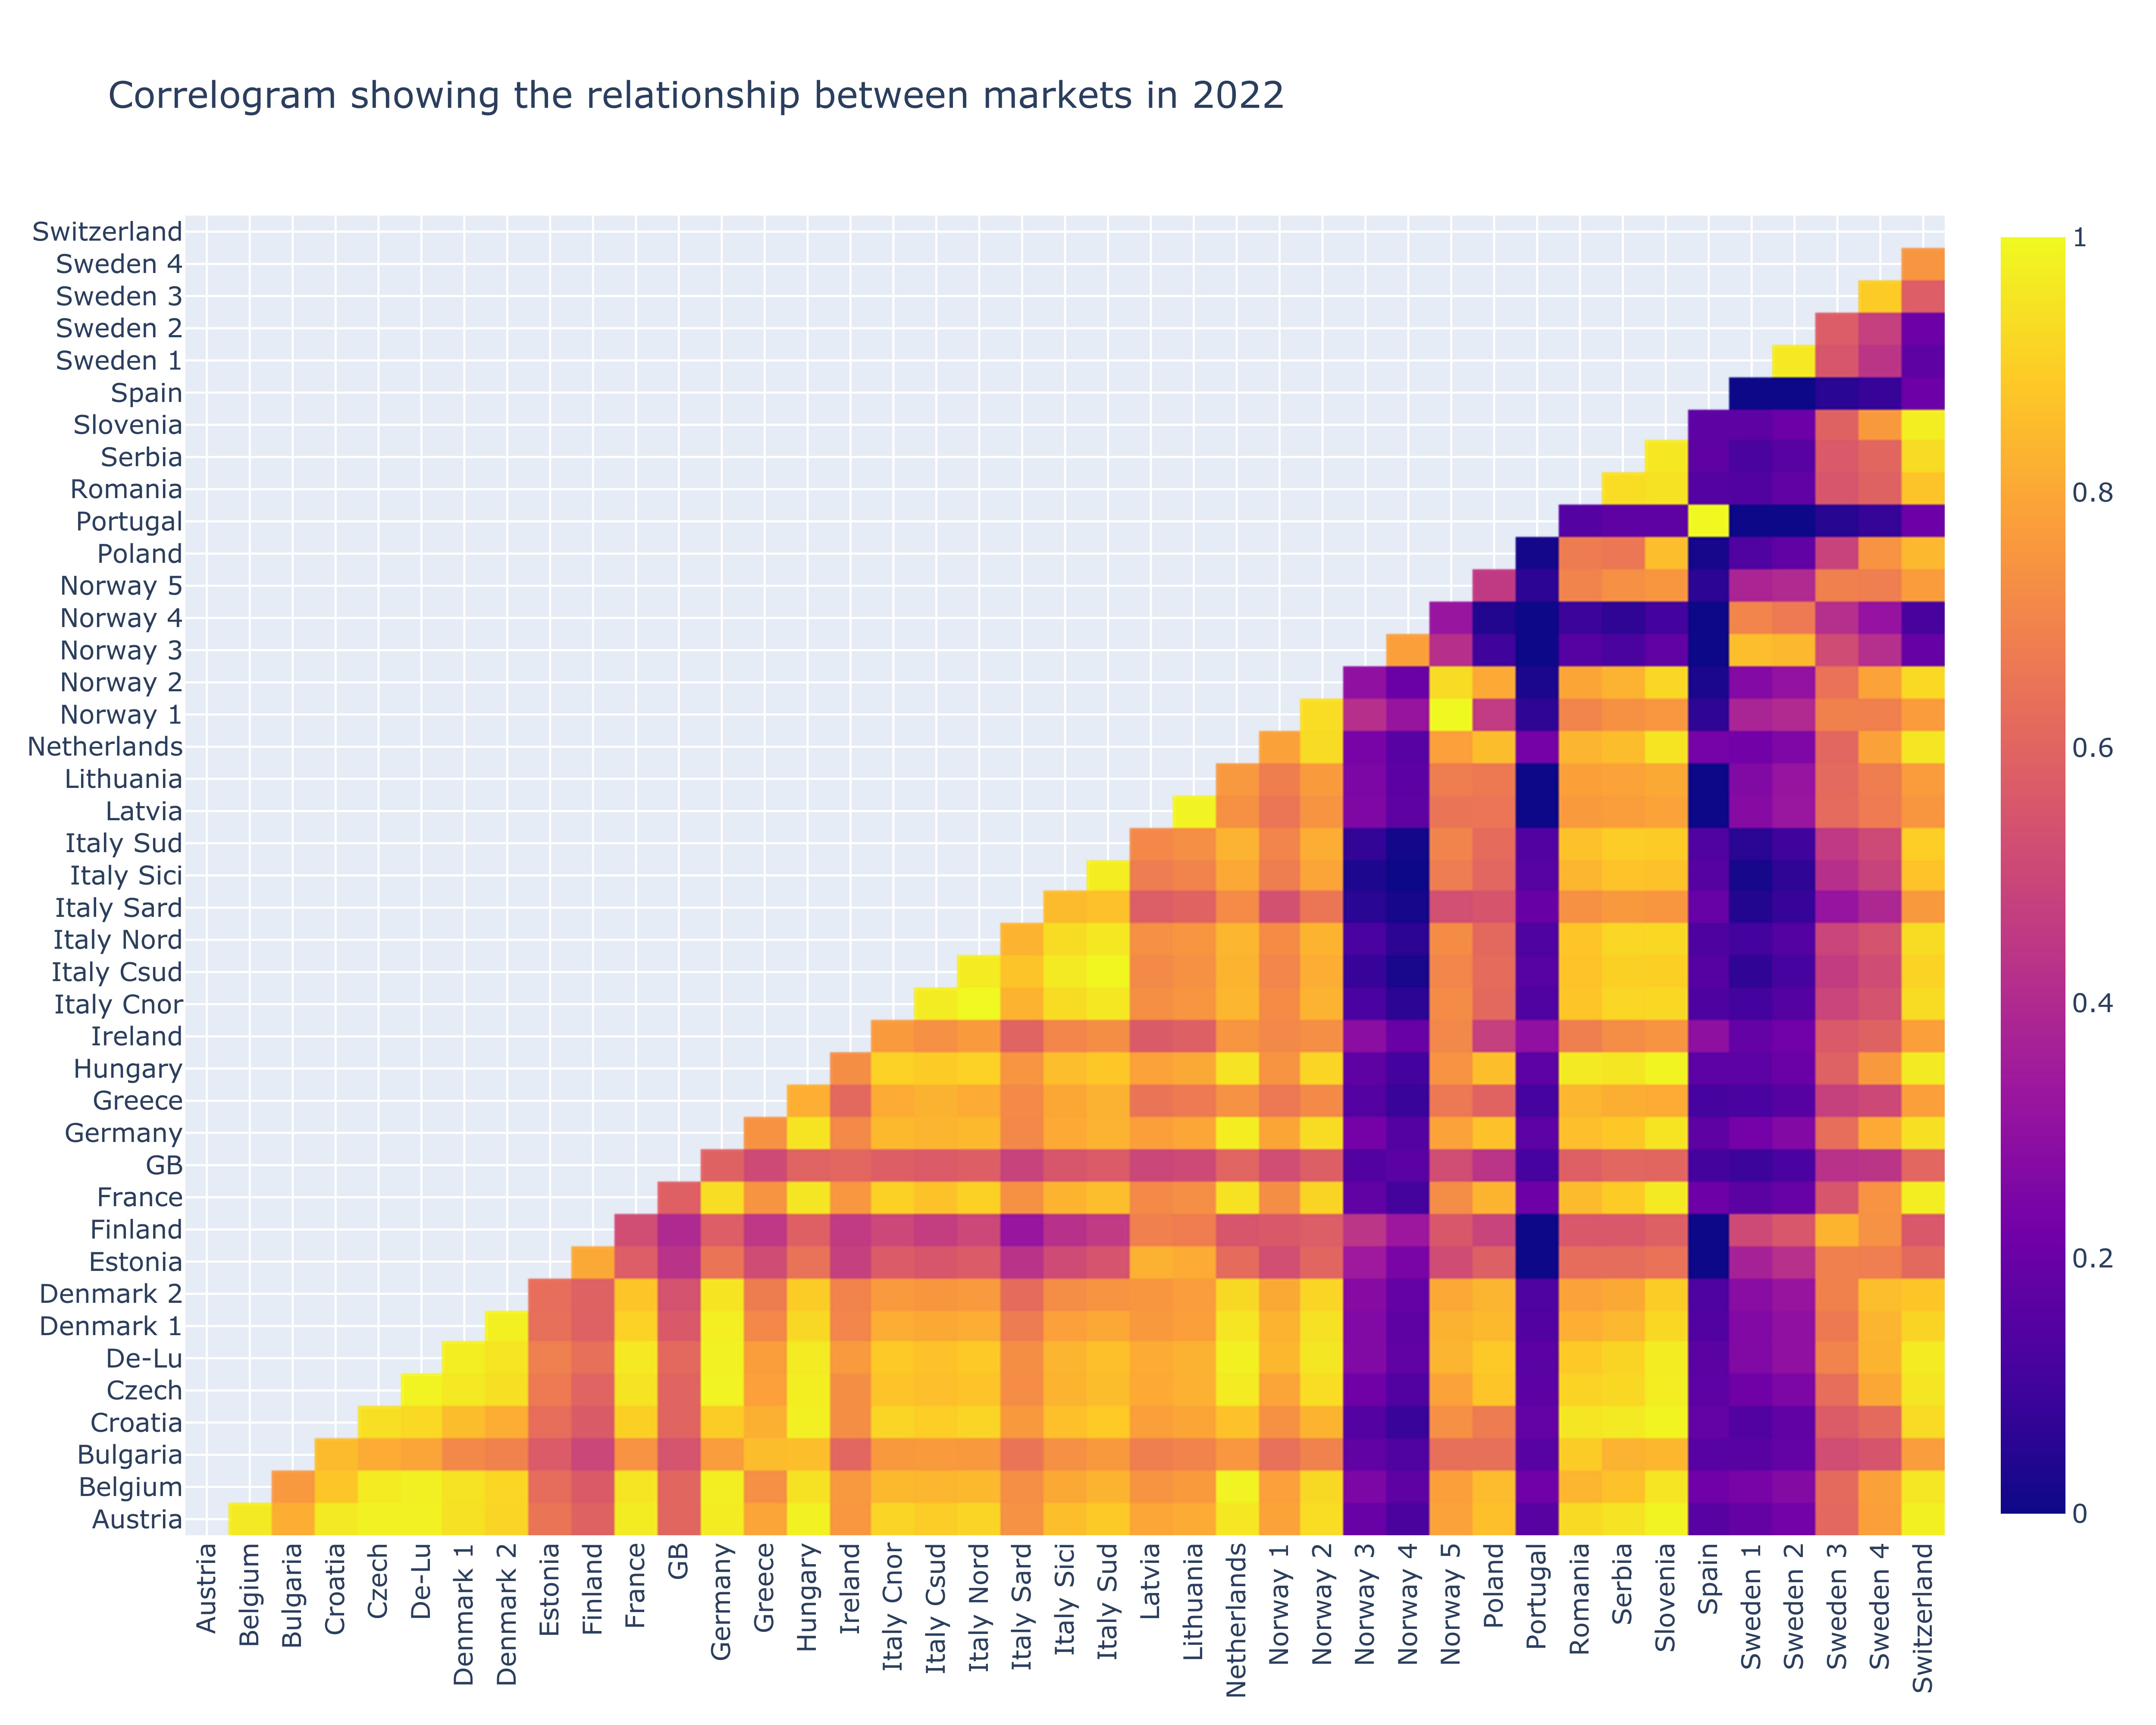 Correlogram showing the relationship between markets in 2022
Switzerland
Sweden 4
Sweden 3
Sweden 2
Sweden 1
Spain
Slovenia
Serbia
Romania
Portugal
Poland
Norway 5
Norway 4
Norway 3
Norway 2
Norway 1
Netherlands
Lithuania
Latvia
Italy Sud
Italy Sici
Italy Sard
Italy Nord
Italy Csud
Italy Cnor
Ireland
Hungary
Greece
Germany
GB
France
Finland
Estonia
Denmark 2
Denmark 1
De-Lu
Czech
Croatia
Bulgaria
Belgium
Austria
Austria
Belgium
Bulgaria
Croatia
Czech
De-Lu
Denmark 1
Denmark 2
Estonia
Finland
France
GB
Germany
Greece
Hungary
Ireland
Italy Cnor
Italy Csud
Italy Nord
Italy Sard
Italy Sici
Italy Sud
Latvia
Lithuania
Netherlands
Norway 1
Norway 2
Norway 3
Norway 4
Norway 5
Poland
Portugal
Romania
Serbia
Slovenia
Spain
Sweden 1
Sweden 2
Sweden 3
Sweden 4
Switzerland
1
0.8
0.6
0.4
0.2
0